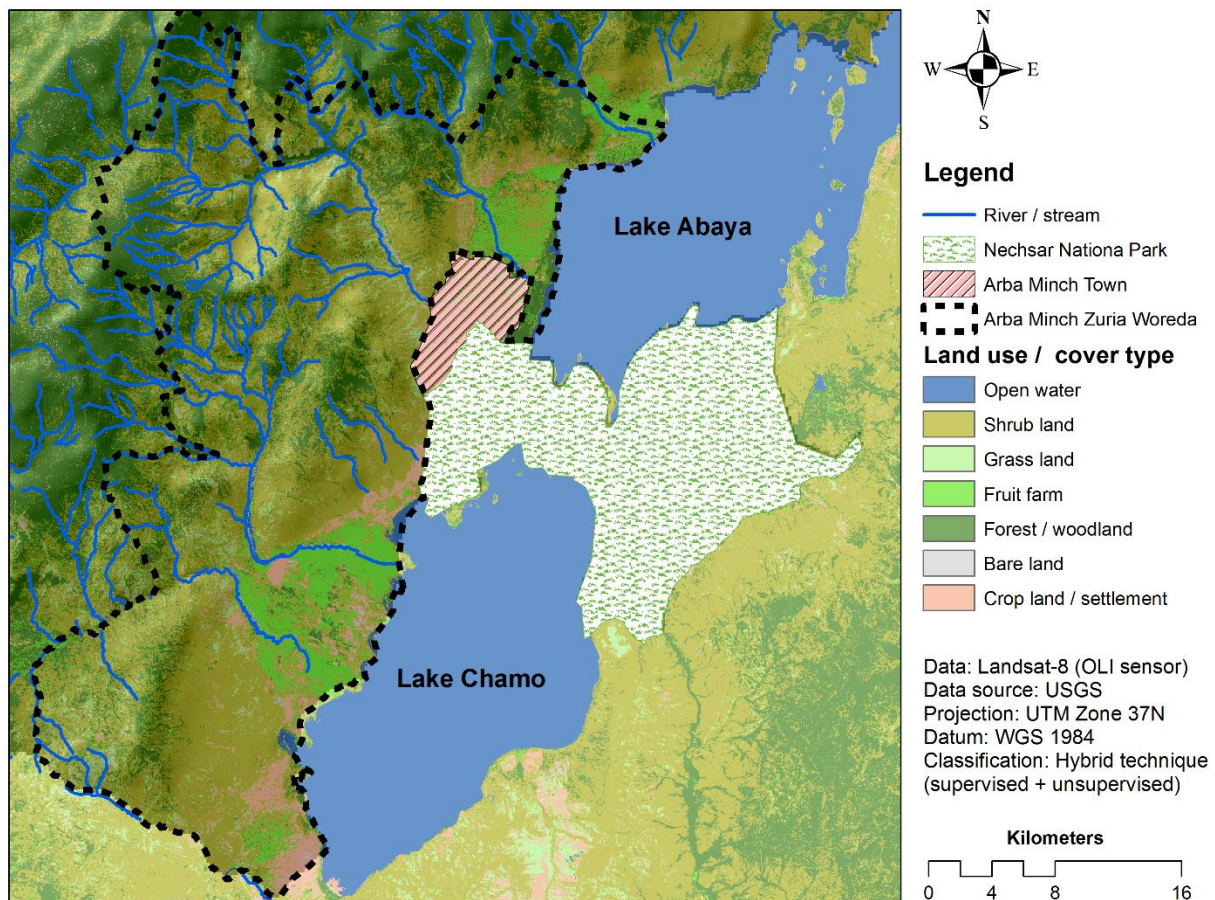 N
W E
S
Lake Abaya
Lake Chamo
Legend
River / stream
Nechsar Nationa Park
Arba Minch Town
Arba Minch Zuria Woreda
Land use / cover type
Open water
Shrub land
Grass land
Fruit farm
Forest / woodland
Bare land
Crop land / settlement
Data: Landsat-8 (OLI sensor)
Data source: USGS
Projection: UTM Zone 37N
Datum: WGS 1984
Classification: Hybrid technique
(supervised + unsupervised)
Kilometers
0 4 8 16